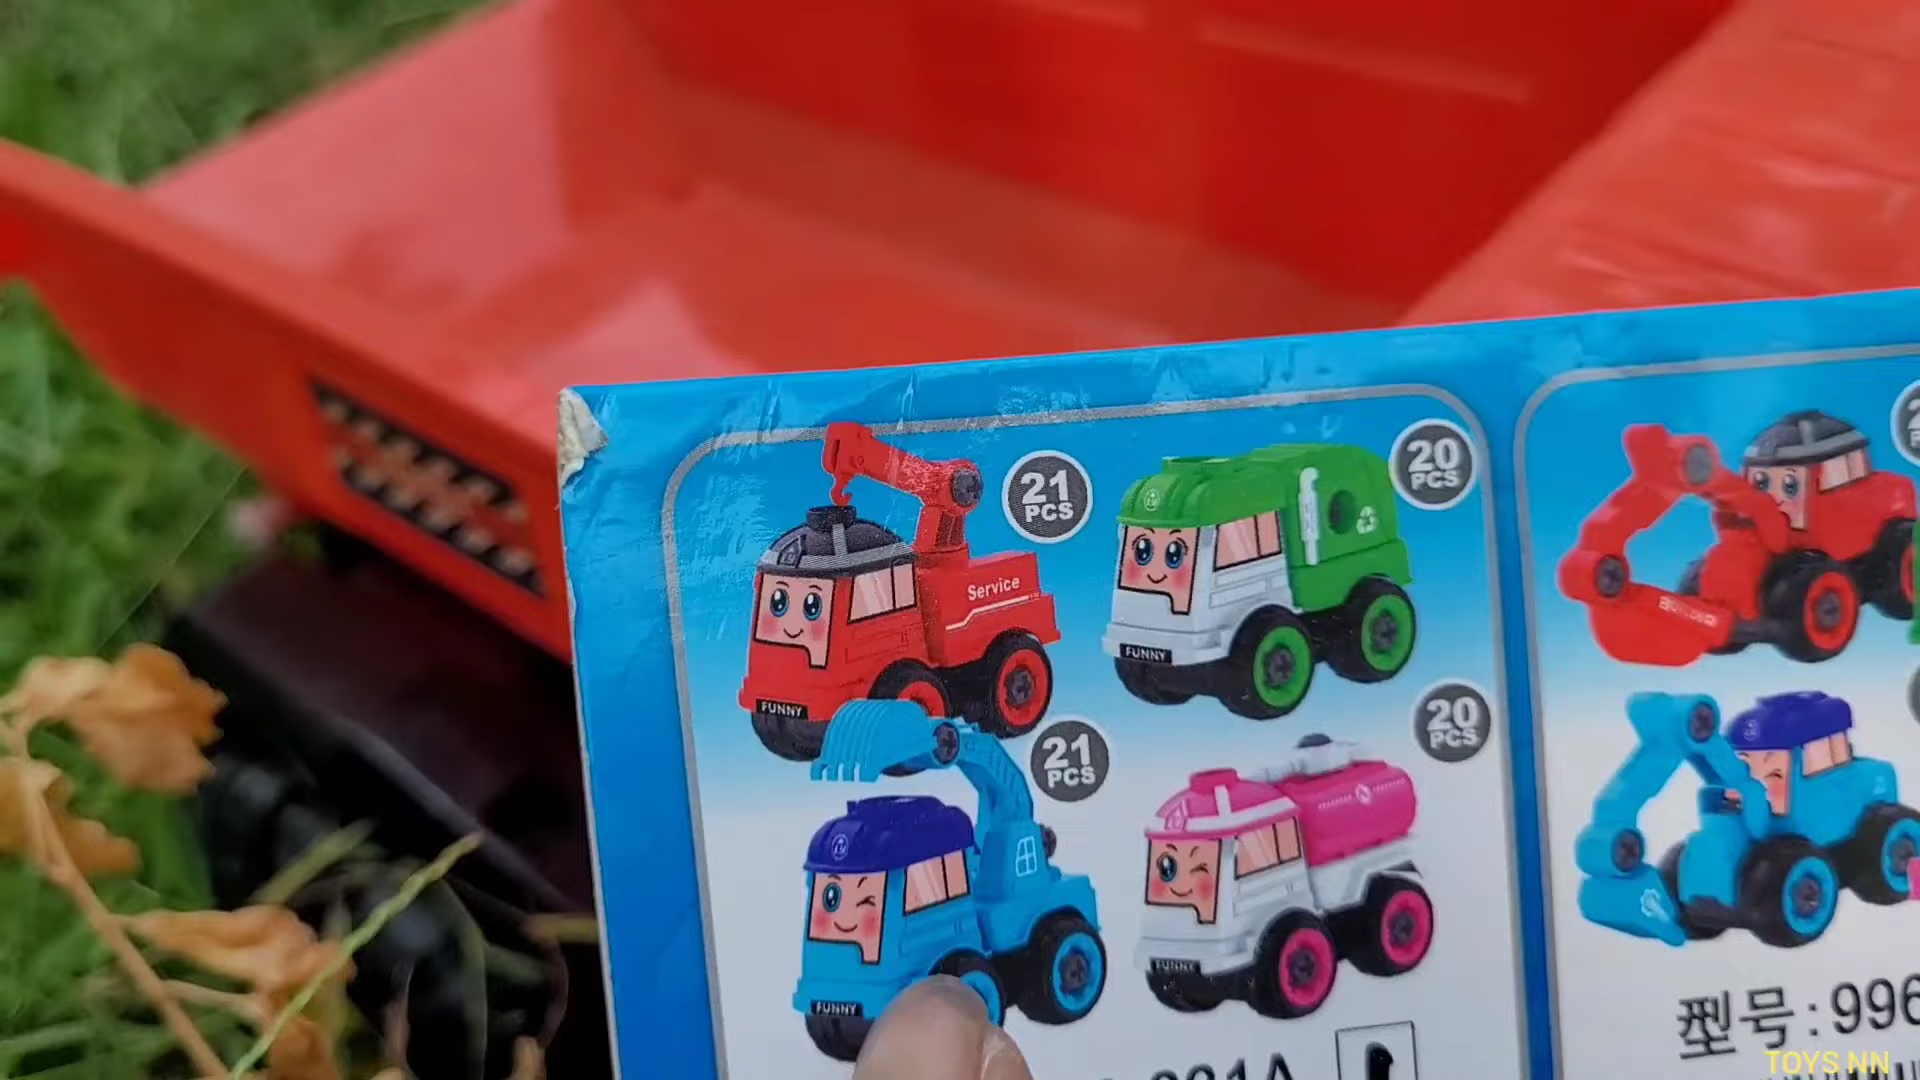 21
PCS
20
PCS
Service
FUNNY
FUNNY
21
PCS
20
PCS
FUNNY
FUNNY
型号:996
TOYS NN